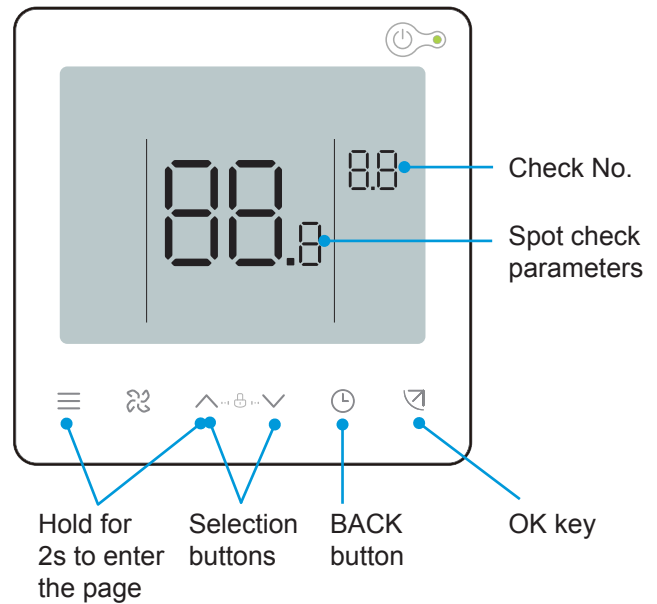 8.8
88.8
Check No.
Spot check
parameters
Hold for
2s to enter
the page
Selection
buttons
BACK
button
OK key